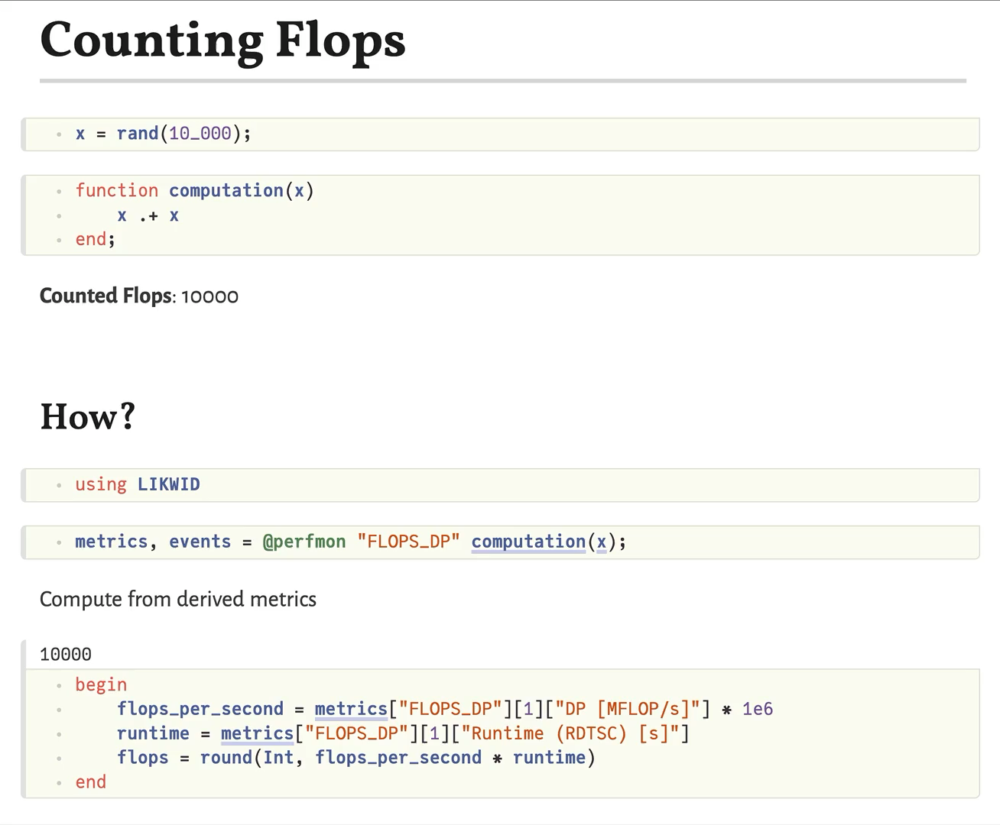 Counting Flops
x = rand(10_000);
function computation(x)
    x .+ x
end;
Counted Flops: 10000
How?
using LIKWID
metrics, events = @perfmon "FLOPS_DP" computation(x);
Compute from derived metrics
10000
begin
    flops_per_second = metrics["FLOPS_DP"][1]["DP [MFLOP/s]"] * 1e6
    runtime = metrics["FLOPS_DP"][1]["Runtime (RDTSC) [s]"]
    flops = round(Int, flops_per_second * runtime)
end